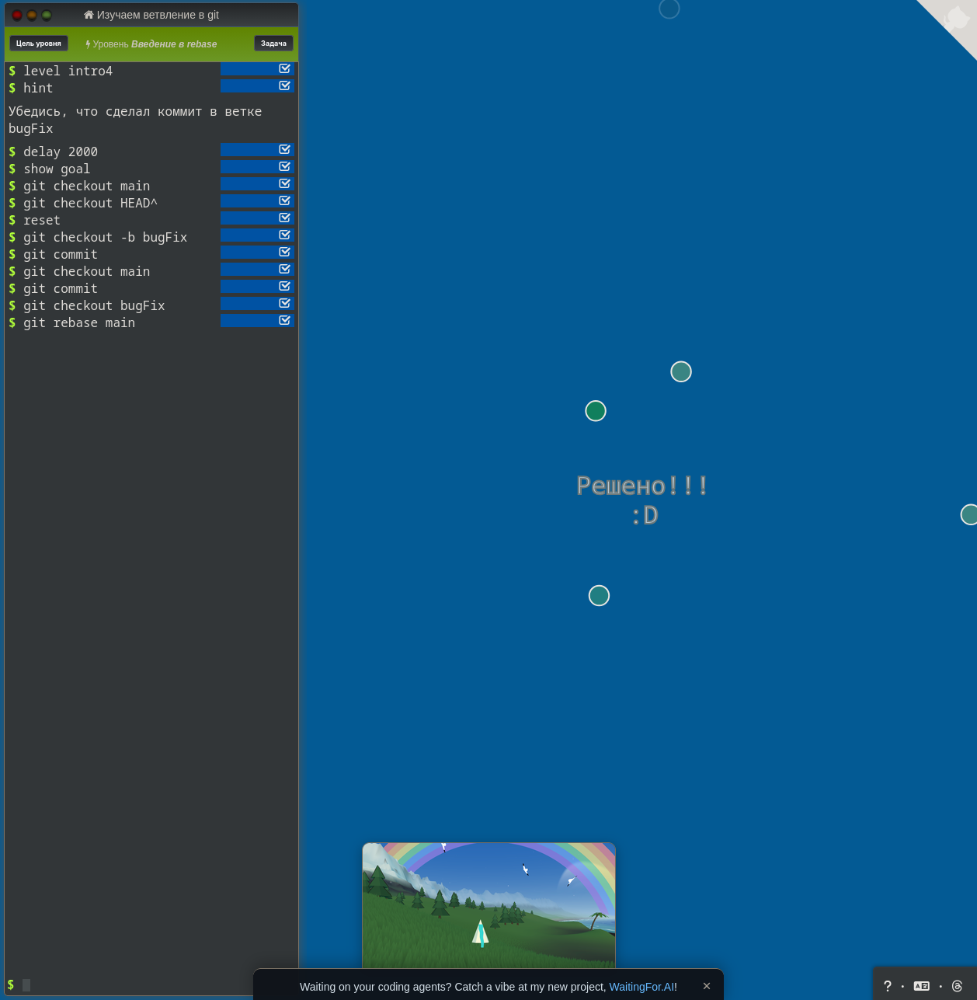 Изучаем ветвление в git
Цель уровня
Уровень Введение в rebase
Задача
$ level intro4
$ hint
Убедись, что сделал коммит в ветке
bugFix
$ delay 2000
$ show goal
$ git checkout main
$ git checkout HEAD^
$ reset
$ git checkout -b bugFix
$ git commit
$ git checkout main
$ git commit
$ git checkout bugFix
$ git rebase main
Решено!!!
:D
$
Waiting on your coding agents? Catch a vibe at my new project, WaitingFor.AI!